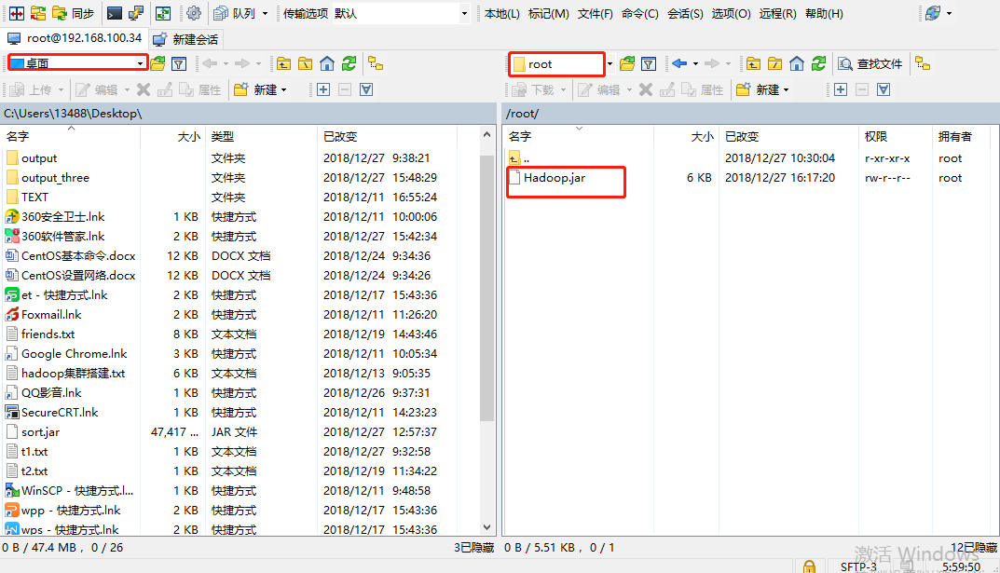 同步 队列 传输选项 默认 本地(L) 标记(M) 文件(F) 命令(C) 会话(S) 选项(O) 远程(R) 帮助(H)
root@192.168.100.34 新建会话
桌面 root 查找文件
上传 编辑 属性 新建 下载 编辑 属性 新建
C:\Users\13488\Desktop\ /root/
名字 大小 类型 已改变 名字 大小 已改变 权限 拥有者
output 文件夹 2018/12/27 9:38:21 .. 2018/12/27 10:30:04 r-xr-xr-x root
output_three 文件夹 2018/12/27 15:48:29 Hadoop.jar 6 KB 2018/12/27 16:17:20 rw-r--r-- root
TEXT 文件夹 2018/12/11 16:55:24
360安全卫士.lnk 1 KB 快捷方式 2018/12/11 10:00:06
360软件管家.lnk 2 KB 快捷方式 2018/12/27 15:42:34
CentOS基本命令.docx 12 KB DOCX 文档 2018/12/24 9:34:36
CentOS设置网络.docx 12 KB DOCX 文档 2018/12/24 9:34:26
et - 快捷方式.lnk 2 KB 快捷方式 2018/12/17 15:43:36
Foxmail.lnk 2 KB 快捷方式 2018/12/11 11:26:20
friends.txt 8 KB 文本文档 2018/12/19 14:43:46
Google Chrome.lnk 3 KB 快捷方式 2018/12/11 10:05:34
hadoop集群搭建.txt 6 KB 文本文档 2018/12/13 9:05:35
QQ影音.lnk 1 KB 快捷方式 2018/12/26 9:37:31
SecureCRT.lnk 1 KB 快捷方式 2018/12/11 14:23:23
sort.jar 47,417 ... JAR 文件 2018/12/27 12:57:37
t1.txt 1 KB 文本文档 2018/12/27 9:32:58
t2.txt 1 KB 文本文档 2018/12/19 11:34:22
WinSCP - 快捷方式.l... 1 KB 快捷方式 2018/12/11 9:48:58
wpp - 快捷方式.lnk 2 KB 快捷方式 2018/12/17 15:43:36
wps - 快捷方式.lnk 2 KB 快捷方式 2018/12/17 15:43:36
0 B / 47.4 MB， 0 / 26 3已隐藏 0 B / 5.51 KB， 0 / 1 12已隐藏
激活 Windows
SFTP-3 5:59:50